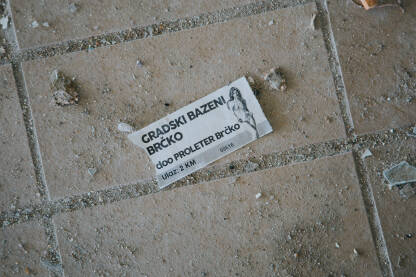 GRADSKI BAZENI
BRČKO
doo PROLETER Brčko
Ulaz: 2 KM